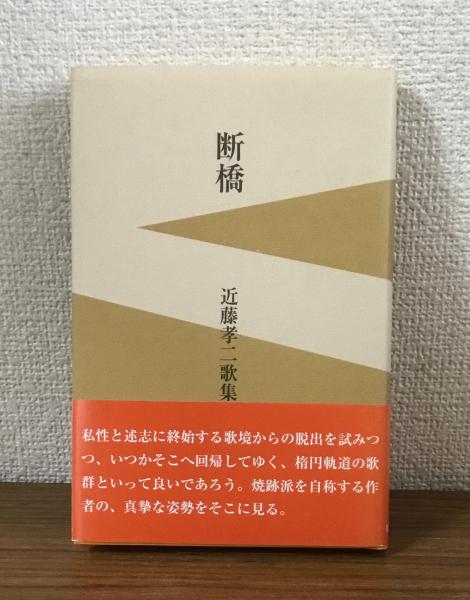 断橋
近藤孝二歌集
私性と述志に終始する歌境からの脱出を試みつ
つ、いつかそこへ回帰してゆく、楕円軌道の歌
群といって良いであろう。焼跡派を自称する作
者の、真摯な姿勢をそこに見る。